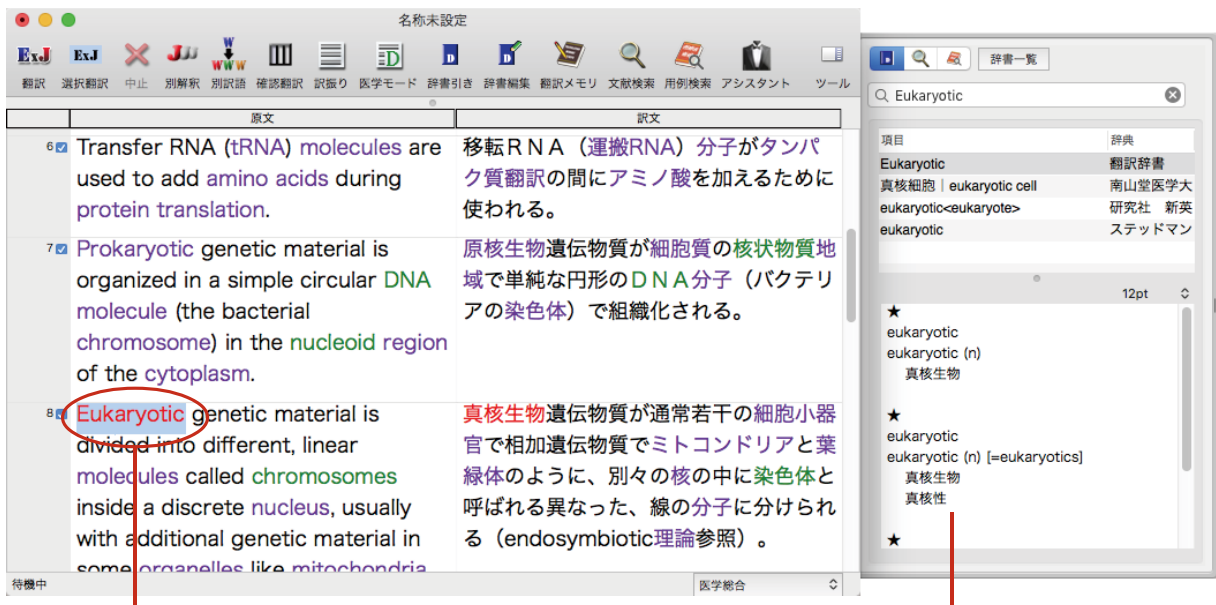 名称未設定
ExJ ExJ W WWW D D D
翻訳 選択翻訳 中止 別解釈 別訳語 確認翻訳 訳振り 医学モード 辞書引き 辞書編集 翻訳メモリ 文献検索 用例検索 アシスタント ツール
原文 訳文
6 Transfer RNA (tRNA) molecules are
used to add amino acids during
protein translation.
移転ＲＮＡ（運搬RNA）分子がタンパ
ク質翻訳の間にアミノ酸を加えるために
使われる。
7 Prokaryotic genetic material is
organized in a simple circular DNA
molecule (the bacterial
chromosome) in the nucleoid region
of the cytoplasm.
原核生物遺伝物質が細胞質の核状物質地
域で単純な円形のＤＮＡ分子（バクテリ
アの染色体）で組織化される。
8 Eukaryotic genetic material is
divided into different, linear
molecules called chromosomes
inside a discrete nucleus, usually
with additional genetic material in
some organelles like mitochondria
真核生物遺伝物質が通常若干の細胞小器
官で相加遺伝物質でミトコンドリアと葉
緑体のように、別々の核の中に染色体と
呼ばれる異なった、線の分子に分けられ
る（endosymbiotic理論参照）。
待機中 医学総合
辞書一覧
Eukaryotic
項目 辞典
Eukaryotic 翻訳辞書
真核細胞｜eukaryotic cell 南山堂医学大
eukaryotic<eukaryote> 研究社 新英
eukaryotic ステッドマン
12pt
★
eukaryotic
eukaryotic (n)
真核生物
★
eukaryotic
eukaryotic (n) [=eukaryotics]
真核生物
真核性
★